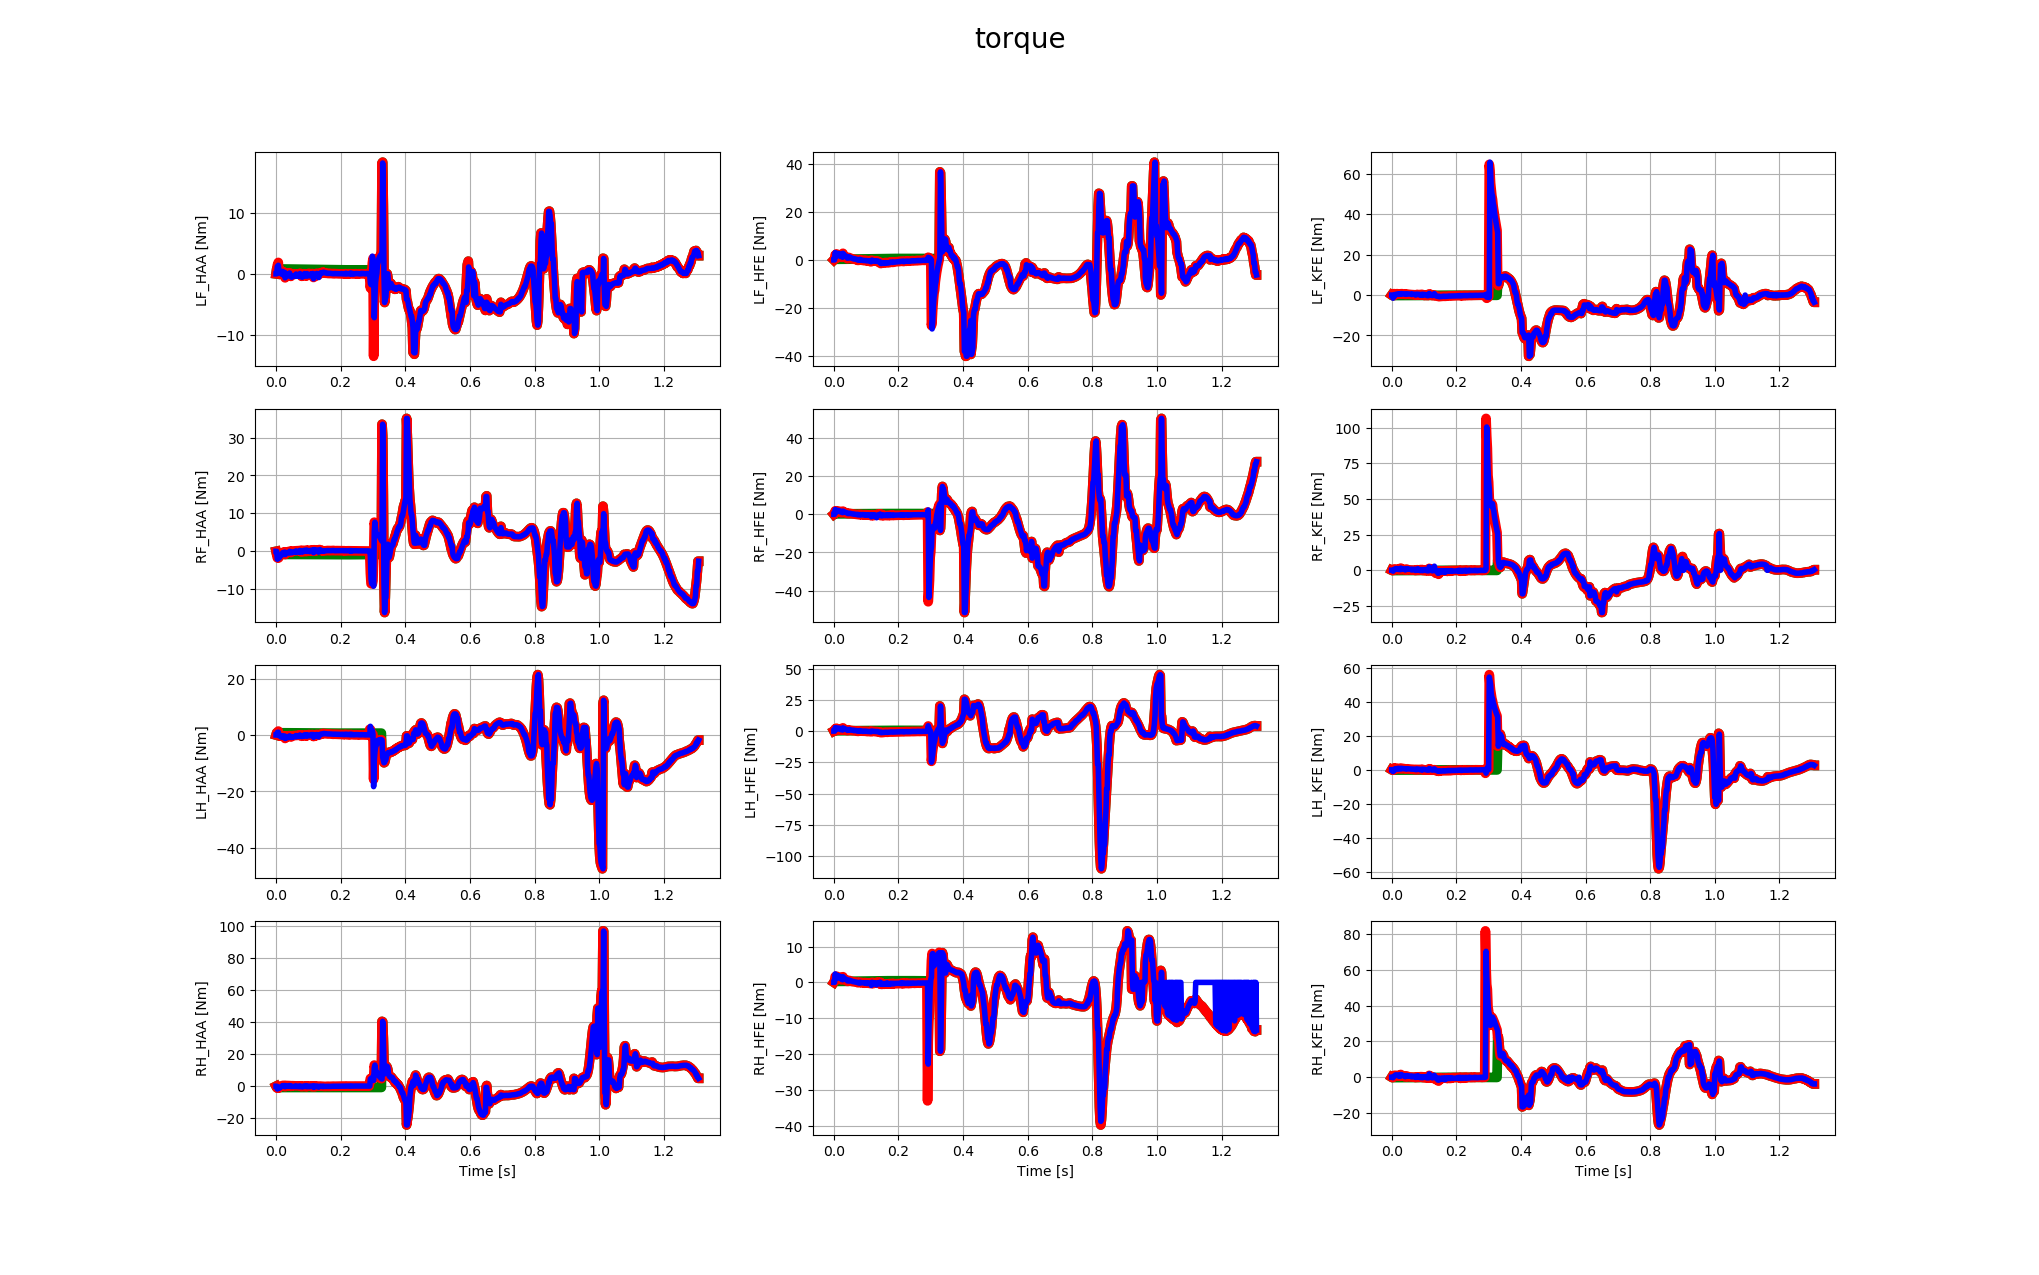 torque
LF_HAA [Nm]
10
0
−10
0.0 0.2 0.4 0.6 0.8 1.0 1.2
LF_HFE [Nm]
40
20
0
−20
−40
0.0 0.2 0.4 0.6 0.8 1.0 1.2
LF_KFE [Nm]
60
40
20
0
−20
0.0 0.2 0.4 0.6 0.8 1.0 1.2
RF_HAA [Nm]
30
20
10
0
−10
0.0 0.2 0.4 0.6 0.8 1.0 1.2
RF_HFE [Nm]
40
20
0
−20
−40
0.0 0.2 0.4 0.6 0.8 1.0 1.2
RF_KFE [Nm]
100
75
50
25
0
−25
0.0 0.2 0.4 0.6 0.8 1.0 1.2
LH_HAA [Nm]
20
0
−20
−40
0.0 0.2 0.4 0.6 0.8 1.0 1.2
LH_HFE [Nm]
50
25
0
−25
−50
−75
−100
0.0 0.2 0.4 0.6 0.8 1.0 1.2
LH_KFE [Nm]
60
40
20
0
−20
−40
−60
0.0 0.2 0.4 0.6 0.8 1.0 1.2
RH_HAA [Nm]
100
80
60
40
20
0
−20
0.0 0.2 0.4 0.6 0.8 1.0 1.2
Time [s]
RH_HFE [Nm]
10
0
−10
−20
−30
−40
0.0 0.2 0.4 0.6 0.8 1.0 1.2
Time [s]
RH_KFE [Nm]
80
60
40
20
0
−20
0.0 0.2 0.4 0.6 0.8 1.0 1.2
Time [s]